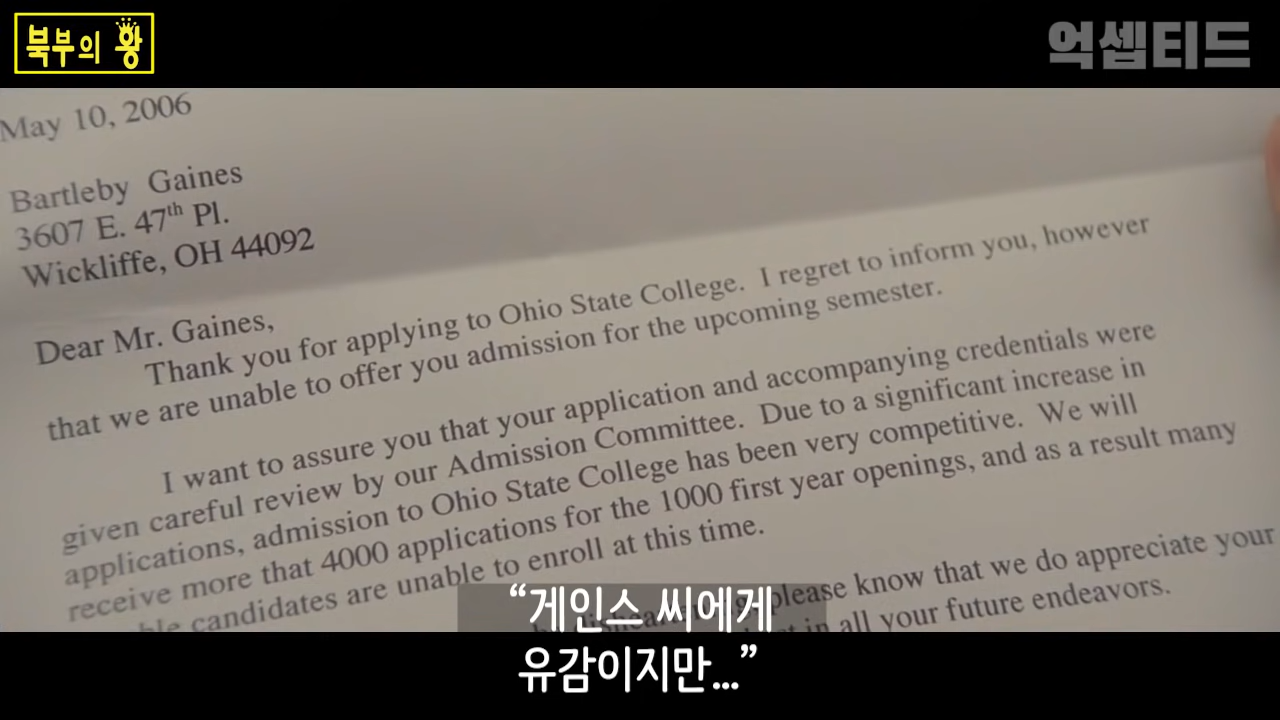 북부의 왕
억셉티드
May 10, 2006
Bartleby Gaines
3607 E. 47th Pl.
Wickliffe, OH 44092
Dear Mr. Gaines,
Thank you for applying to Ohio State College. I regret to inform you, however
that we are unable to offer you admission for the upcoming semester.
I want to assure you that your application and accompanying credentials were
given careful review by our Admission Committee. Due to a significant increase in
applications, admission to Ohio State College has been very competitive. We will
receive more that 4000 applications for the 1000 first year openings, and as a result many
candidates are unable to enroll at this time.
please know that we do appreciate your
in all your future endeavors.
“게인스 씨에게
유감이지만...”